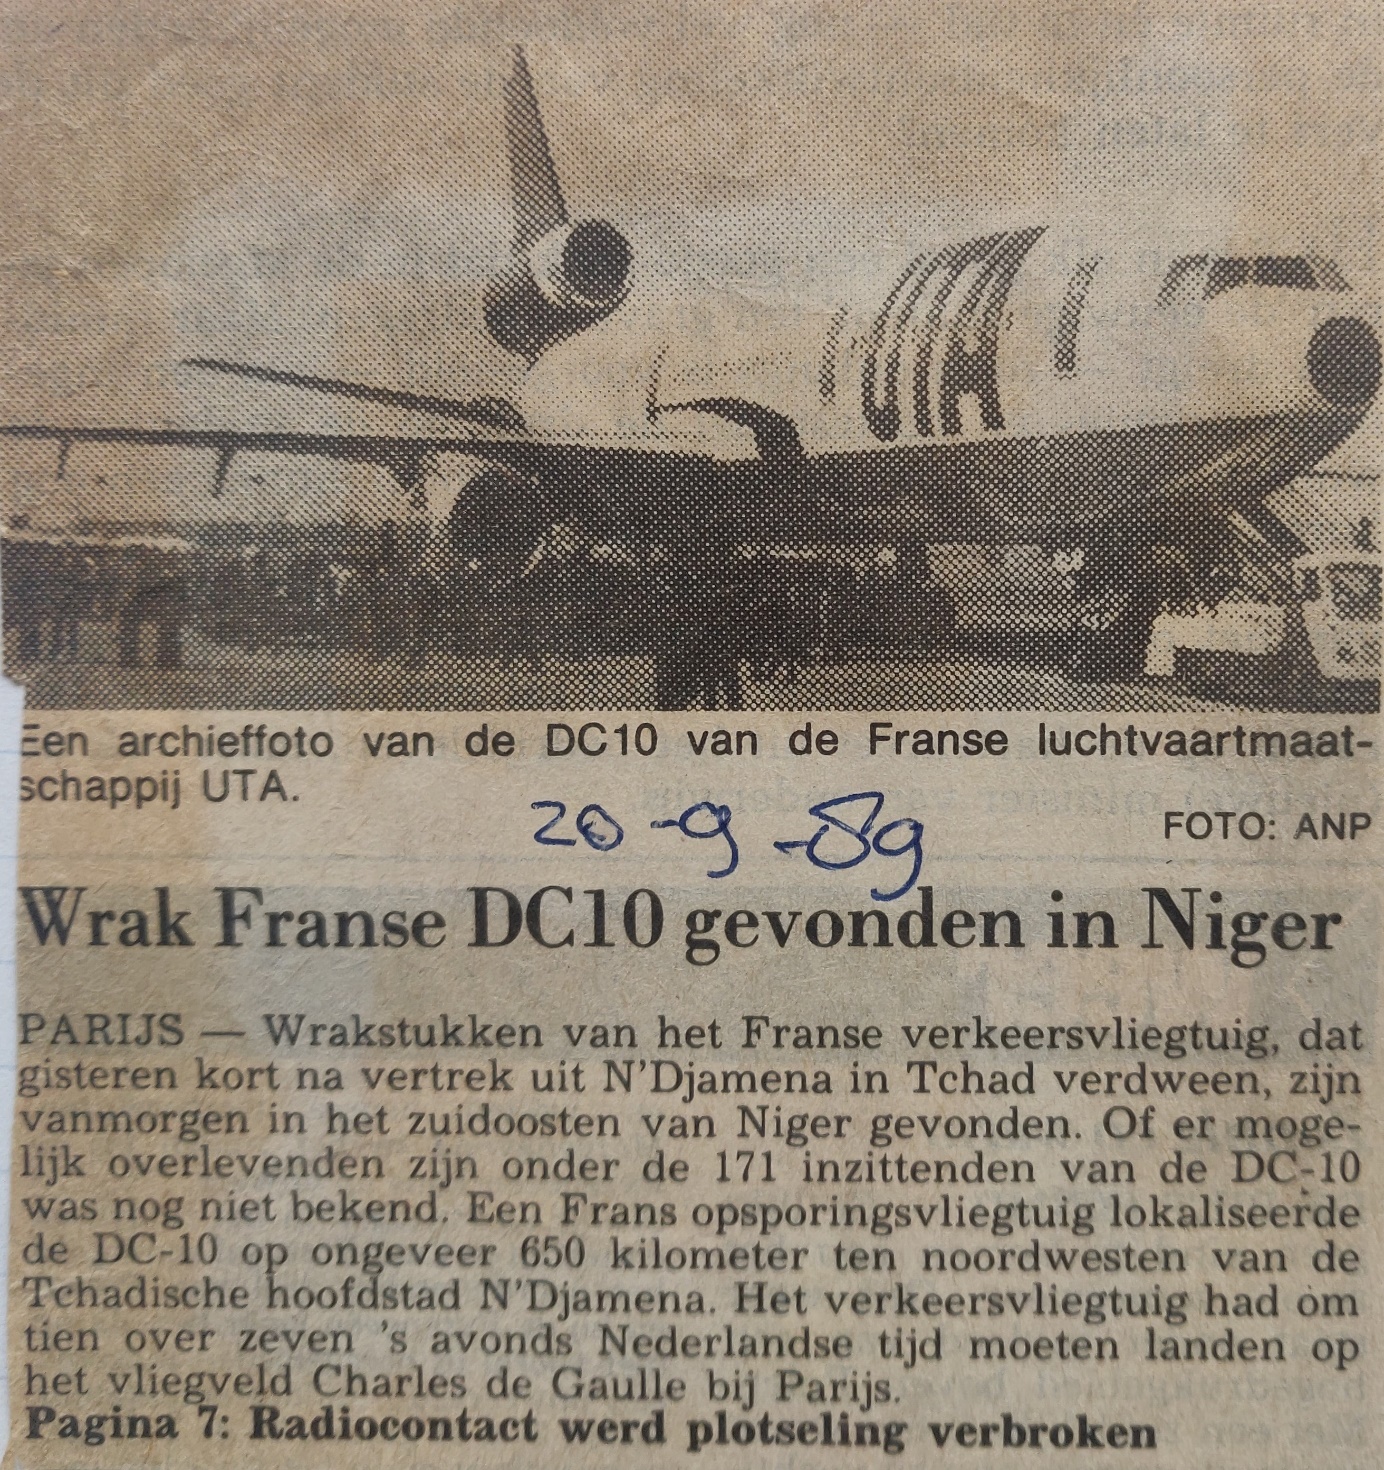 UTA
Een archieffoto van de DC10 van de Franse luchtvaartmaat-
schappij UTA.
20-9-89
FOTO: ANP
Wrak Franse DC10 gevonden in Niger
PARIJS — Wrakstukken van het Franse verkeersvliegtuig, dat
gisteren kort na vertrek uit N'Djamena in Tchad verdween, zijn
vanmorgen in het zuidoosten van Niger gevonden. Of er moge-
lijk overlevenden zijn onder de 171 inzittenden van de DC-10
was nog niet bekend. Een Frans opsporingsvliegtuig lokaliseerde
de DC-10 op ongeveer 650 kilometer ten noordwesten van de
Tchadische hoofdstad N'Djamena. Het verkeersvliegtuig had om
tien over zeven 's avonds Nederlandse tijd moeten landen op
het vliegveld Charles de Gaulle bij Parijs.
Pagina 7: Radiocontact werd plotseling verbroken